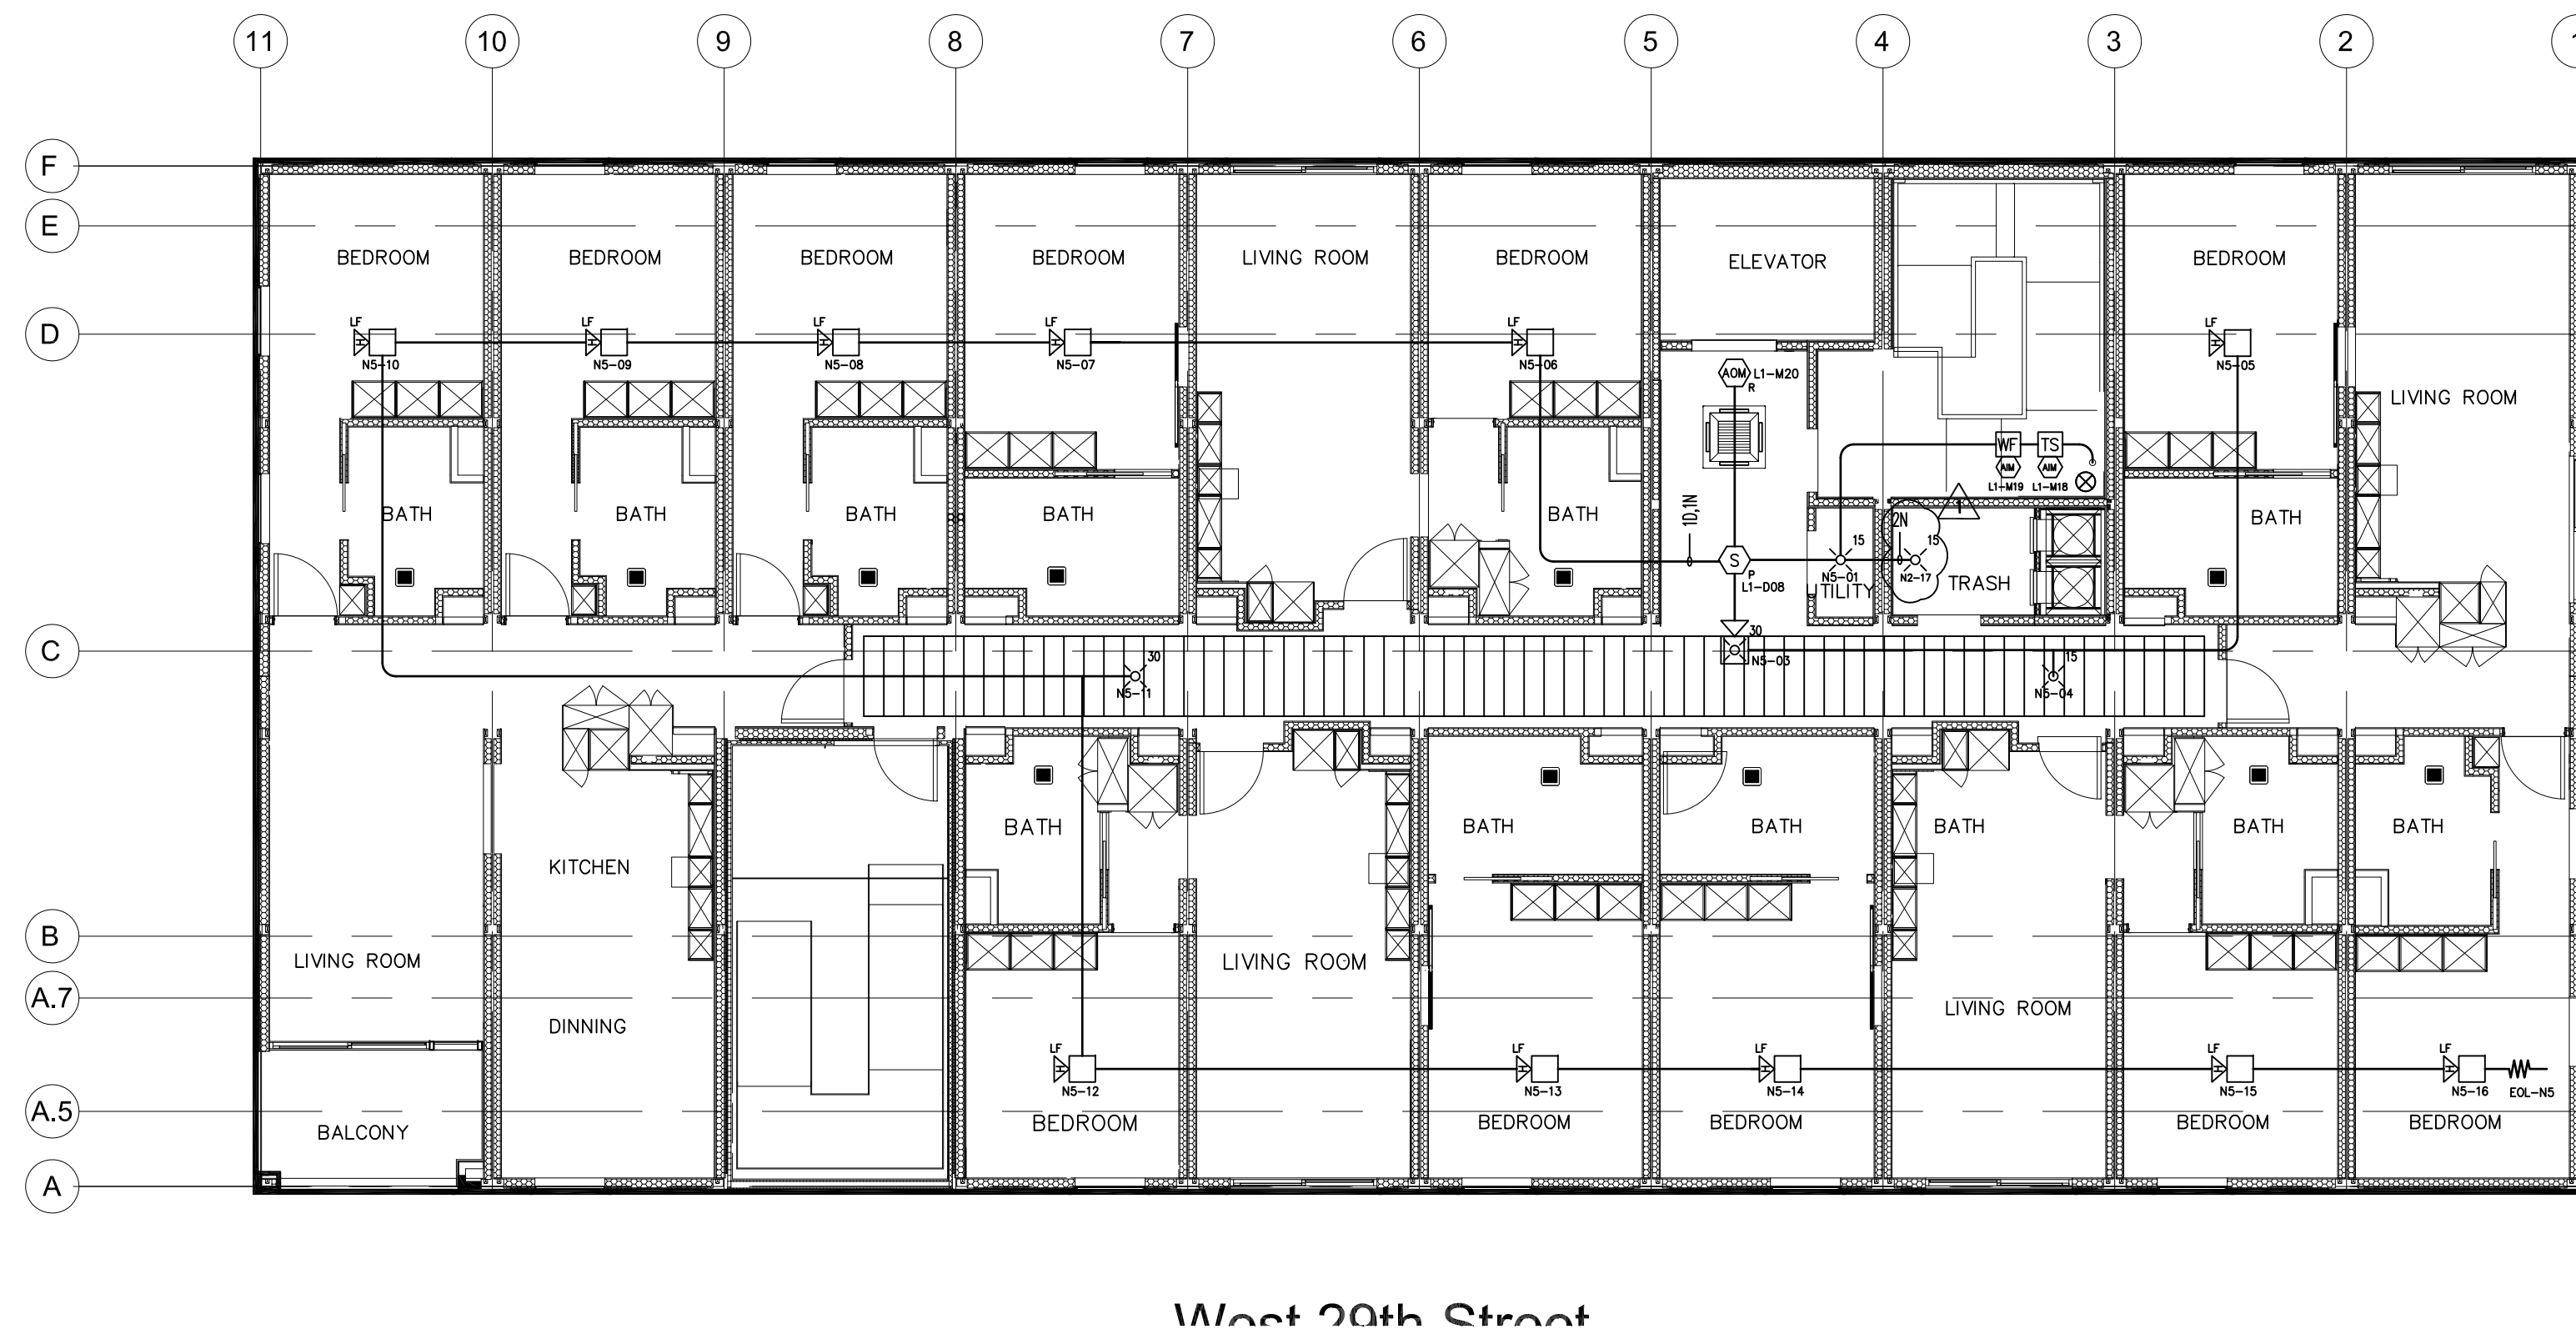 11 10 9 8 7 6 5 4 3 2
F
E
BEDROOM BEDROOM BEDROOM BEDROOM LIVING ROOM BEDROOM ELEVATOR BEDROOM
D
LF LF LF LF LF LF
H H H H H H
N5-10 N5-09 N5-08 N5-07 N5-06 N5-05
AOM L1-M20
R
LIVING ROOM
WF TS
AIM AIM
L1-M19 L1-M18
1D,1N
1
2N
BATH BATH BATH BATH BATH BATH
15 15
S
P
L1-D08
N5-01 N2-17
UTILITY TRASH
C
30 30 15
N5-11 N5-03 N5-04
BATH BATH BATH BATH BATH BATH
KITCHEN
B
LIVING ROOM LIVING ROOM
A.7
LIVING ROOM
DINNING
LF LF LF LF LF
H H H H H
N5-12 N5-13 N5-14 N5-15 N5-16 EOL-N5
A.5
BALCONY BEDROOM BEDROOM BEDROOM BEDROOM BEDROOM
A
West 29th Street